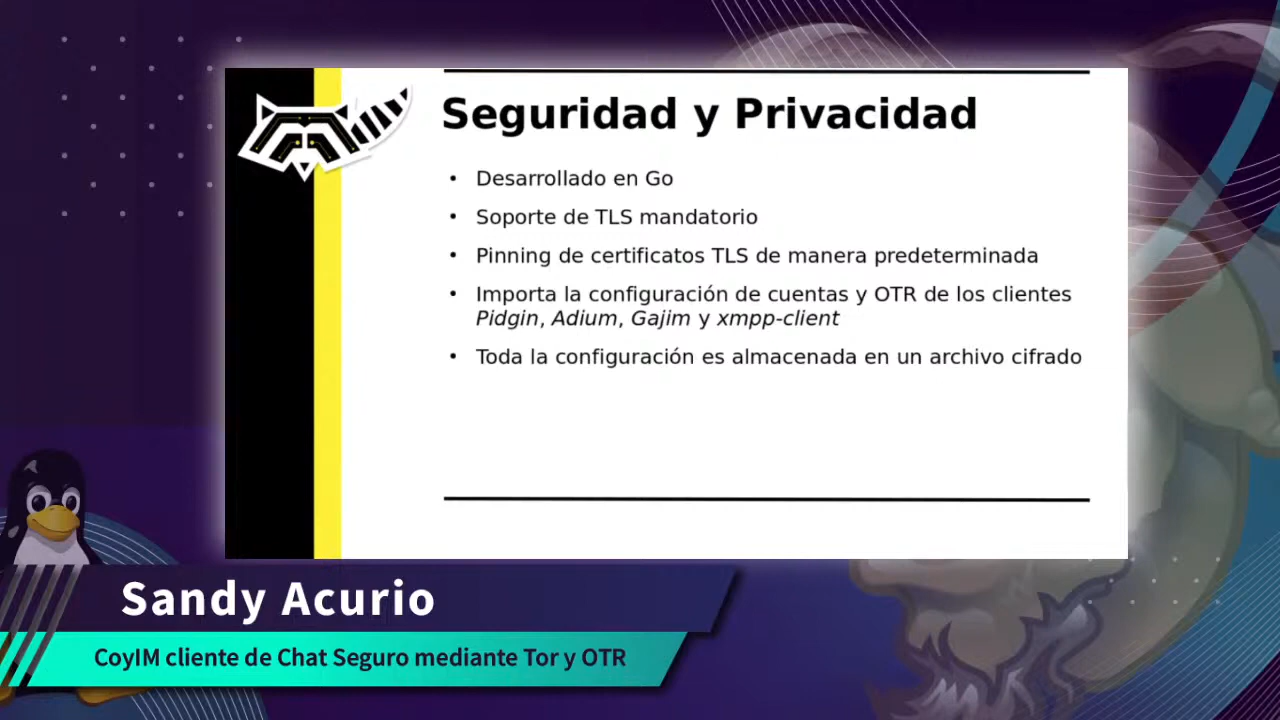 Seguridad y Privacidad
• Desarrollado en Go
• Soporte de TLS mandatorio
• Pinning de certificatos TLS de manera predeterminada
• Importa la configuración de cuentas y OTR de los clientes
Pidgin, Adium, Gajim y xmpp-client
• Toda la configuración es almacenada en un archivo cifrado
Sandy Acurio
CoyIM cliente de Chat Seguro mediante Tor y OTR